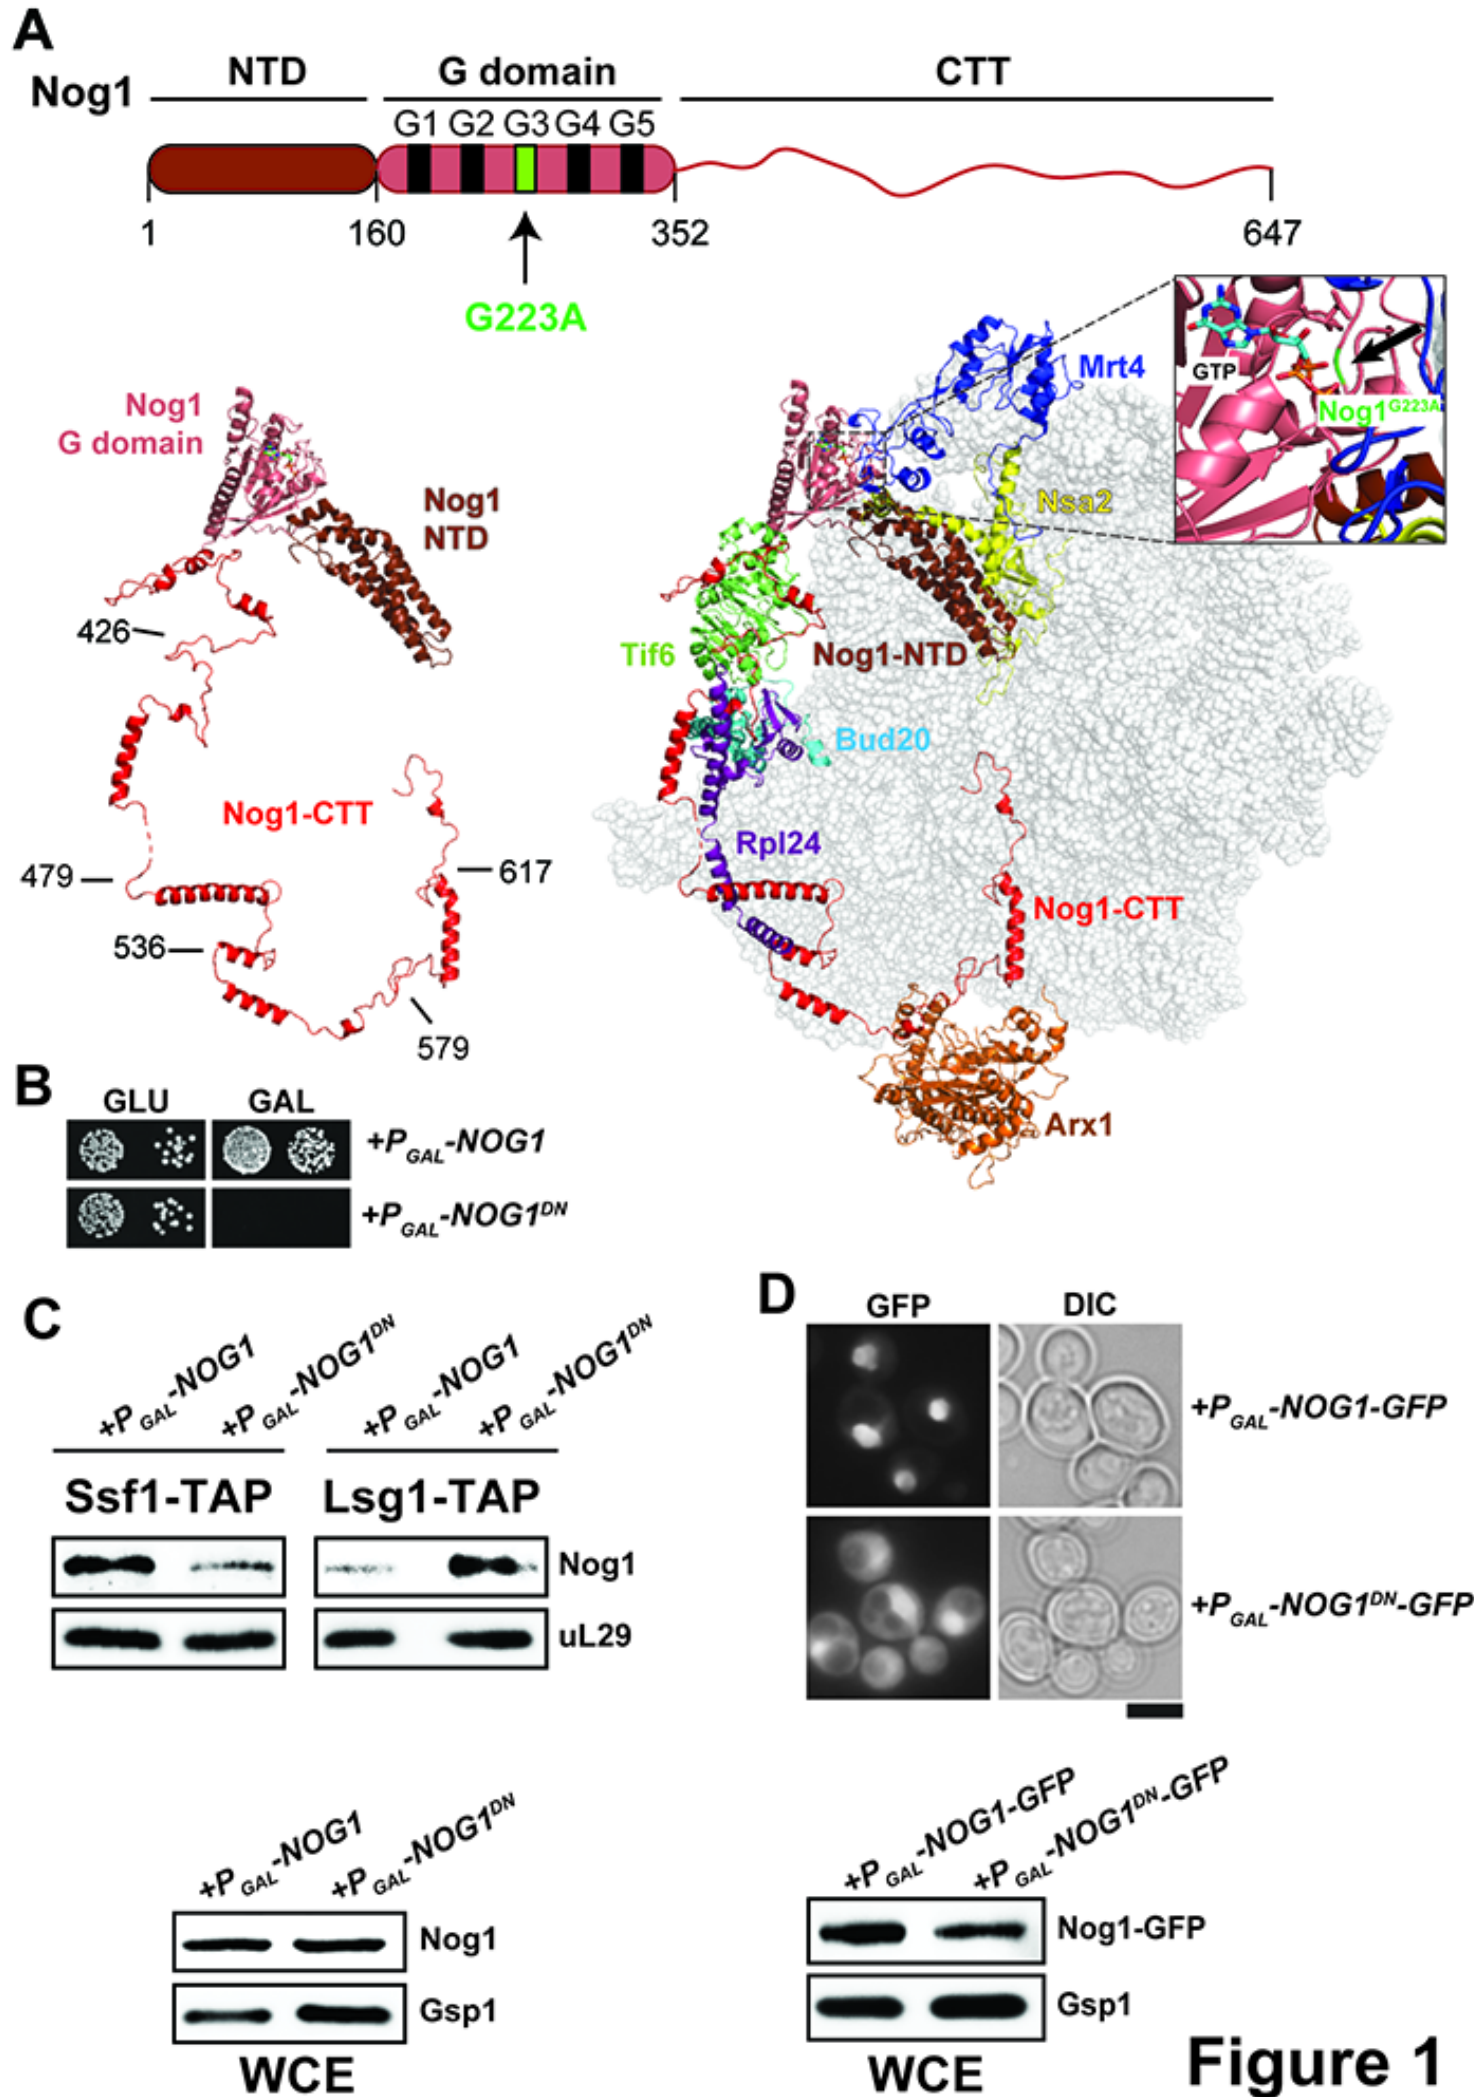 A
Nog1 NTD G domain CTT
G1 G2 G3 G4 G5
1 160 352 647
G223A
Nog1
G domain
Nog1
NTD
426
Nog1-CTT
479
617
536
579
Mrt4
Nsa2
Tif6
Nog1-NTD
Bud20
Rpl24
Nog1-CTT
Arx1
GTP
Nog1G223A
B
GLU GAL
+PGAL-NOG1
+PGAL-NOG1DN
C
+PGAL-NOG1 +PGAL-NOG1DN +PGAL-NOG1 +PGAL-NOG1DN
Ssf1-TAP Lsg1-TAP
Nog1
uL29
+PGAL-NOG1 +PGAL-NOG1DN
Nog1
Gsp1
WCE
D
GFP DIC
+PGAL-NOG1-GFP
+PGAL-NOG1DN-GFP
+PGAL-NOG1-GFP +PGAL-NOG1DN-GFP
Nog1-GFP
Gsp1
WCE
Figure 1